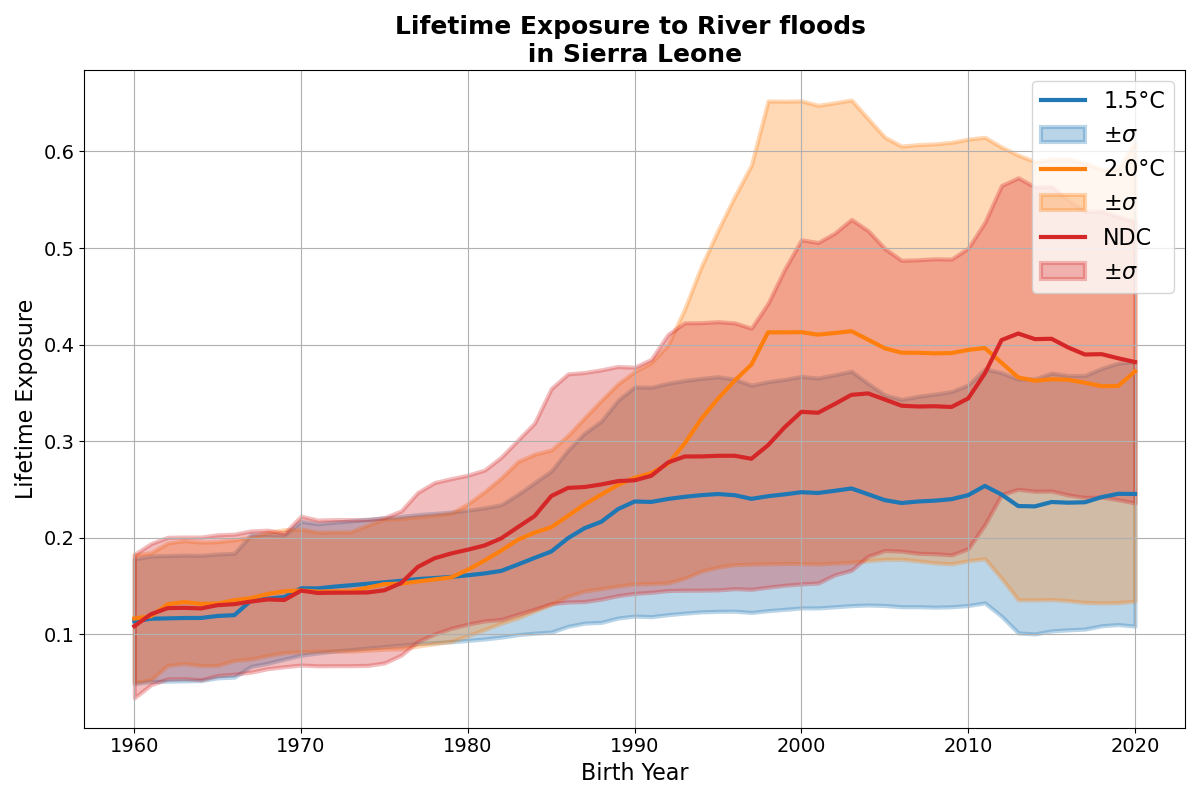 Lifetime Exposure to River floods
in Sierra Leone
1.5°C
±σ
2.0°C
±σ
NDC
±σ
Lifetime Exposure
0.6
0.5
0.4
0.3
0.2
0.1
1960 1970 1980 1990 2000 2010 2020
Birth Year